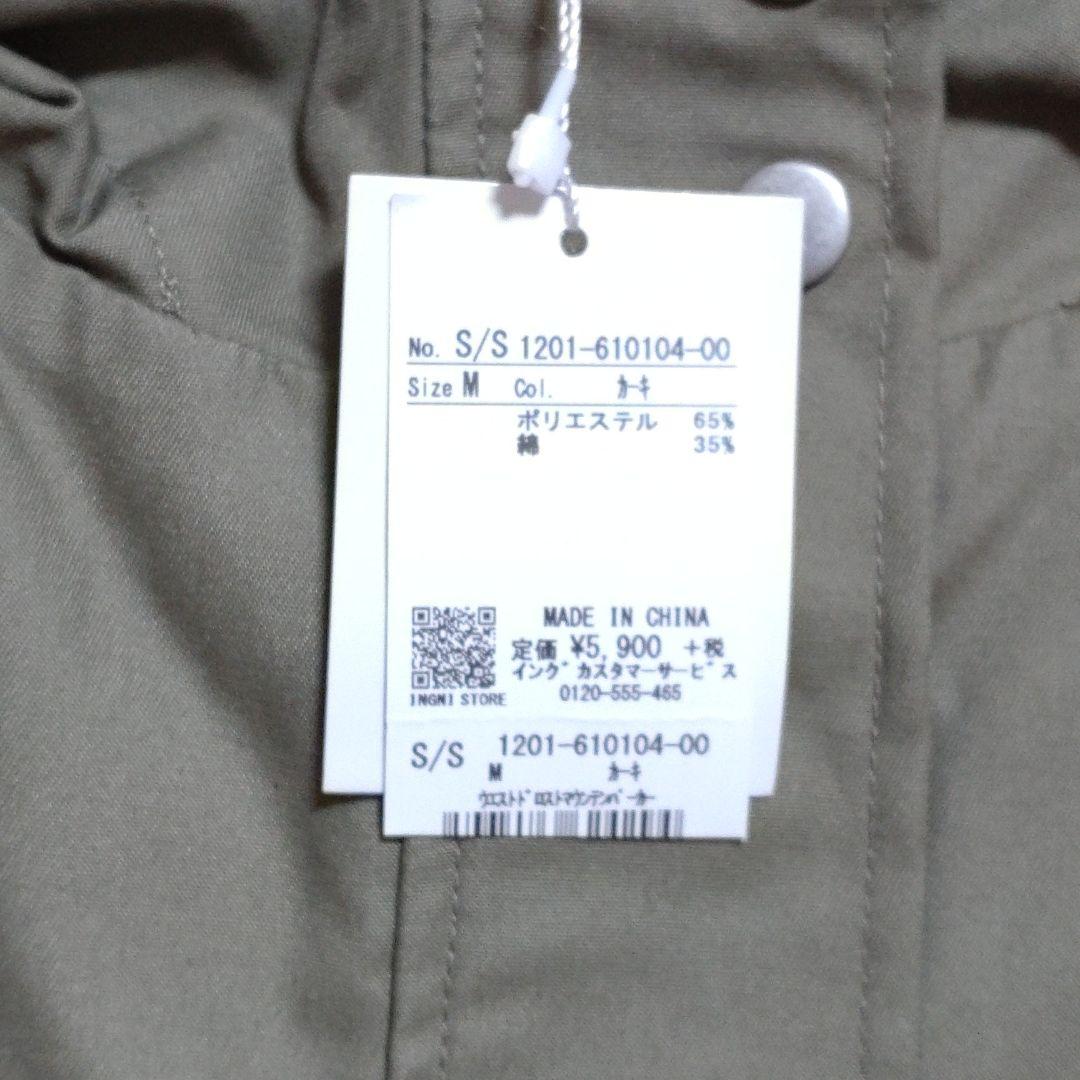 No. S/S 1201-610104-00
Size M Col. ｶｰｷ
ポリエステル 65%
綿 35%
MADE IN CHINA
定価 ¥5,900 +税
イングﾞカスタマーサーピﾞス
0120-555-465
INGNI STORE
S/S 1201-610104-00
M ｶｰｷ
ｳｴｽﾄﾄﾞﾛｽﾄﾏｳﾝﾃﾝﾊﾟｰｶｰ